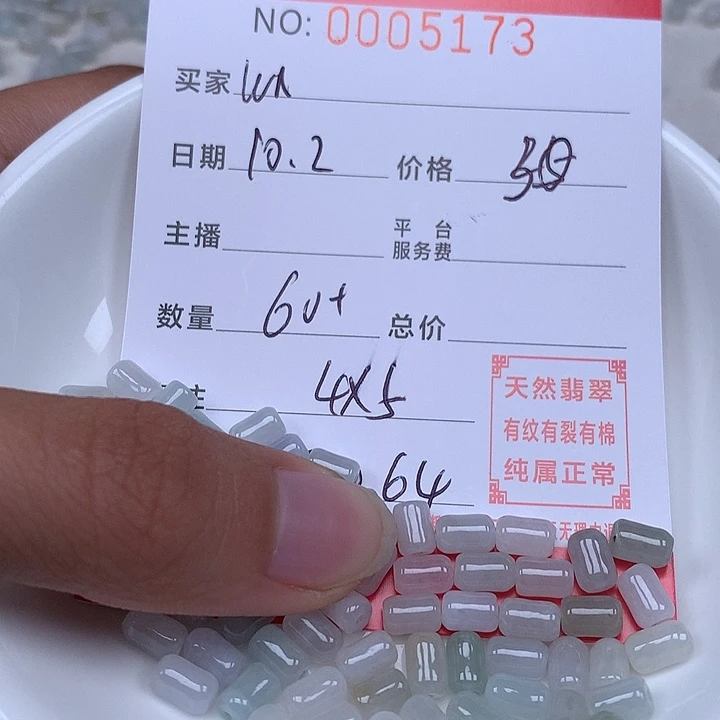 NO: 0005173
买家
日期 10.2 价格
主播 平台服务费
数量 60+ 总价
4X5
64
天然翡翠
有纹有裂有棉
纯属正常